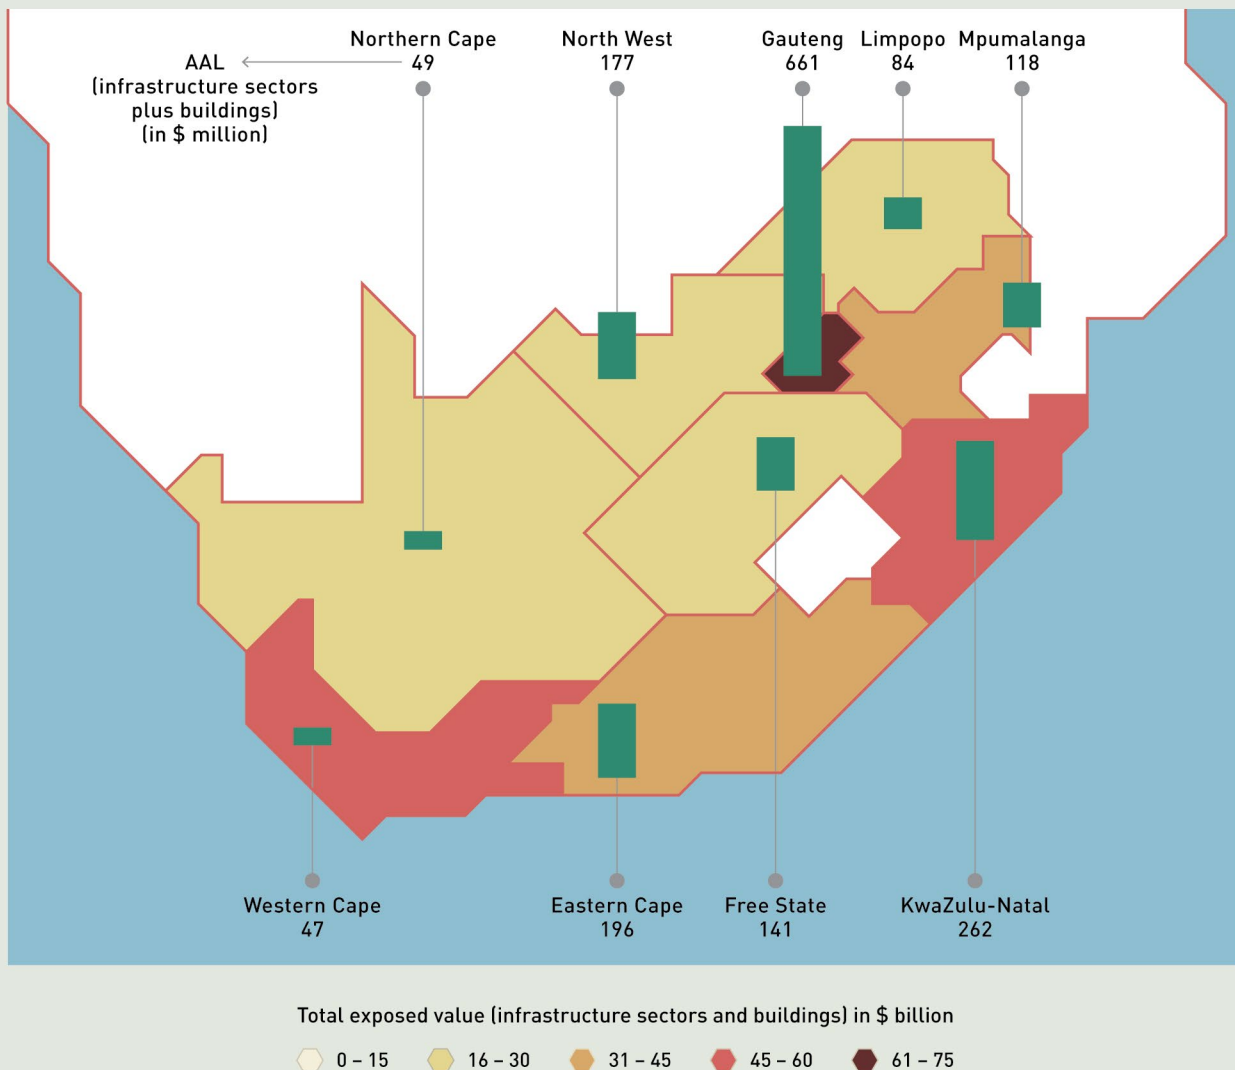 Northern Cape
49
North West
177
Gauteng
661
Limpopo
84
Mpumalanga
118
AAL
(infrastructure sectors
plus buildings)
(in $ million)
Western Cape
47
Eastern Cape
196
Free State
141
KwaZulu-Natal
262
Total exposed value (infrastructure sectors and buildings) in $ billion
0 – 15
16 – 30
31 – 45
45 – 60
61 – 75